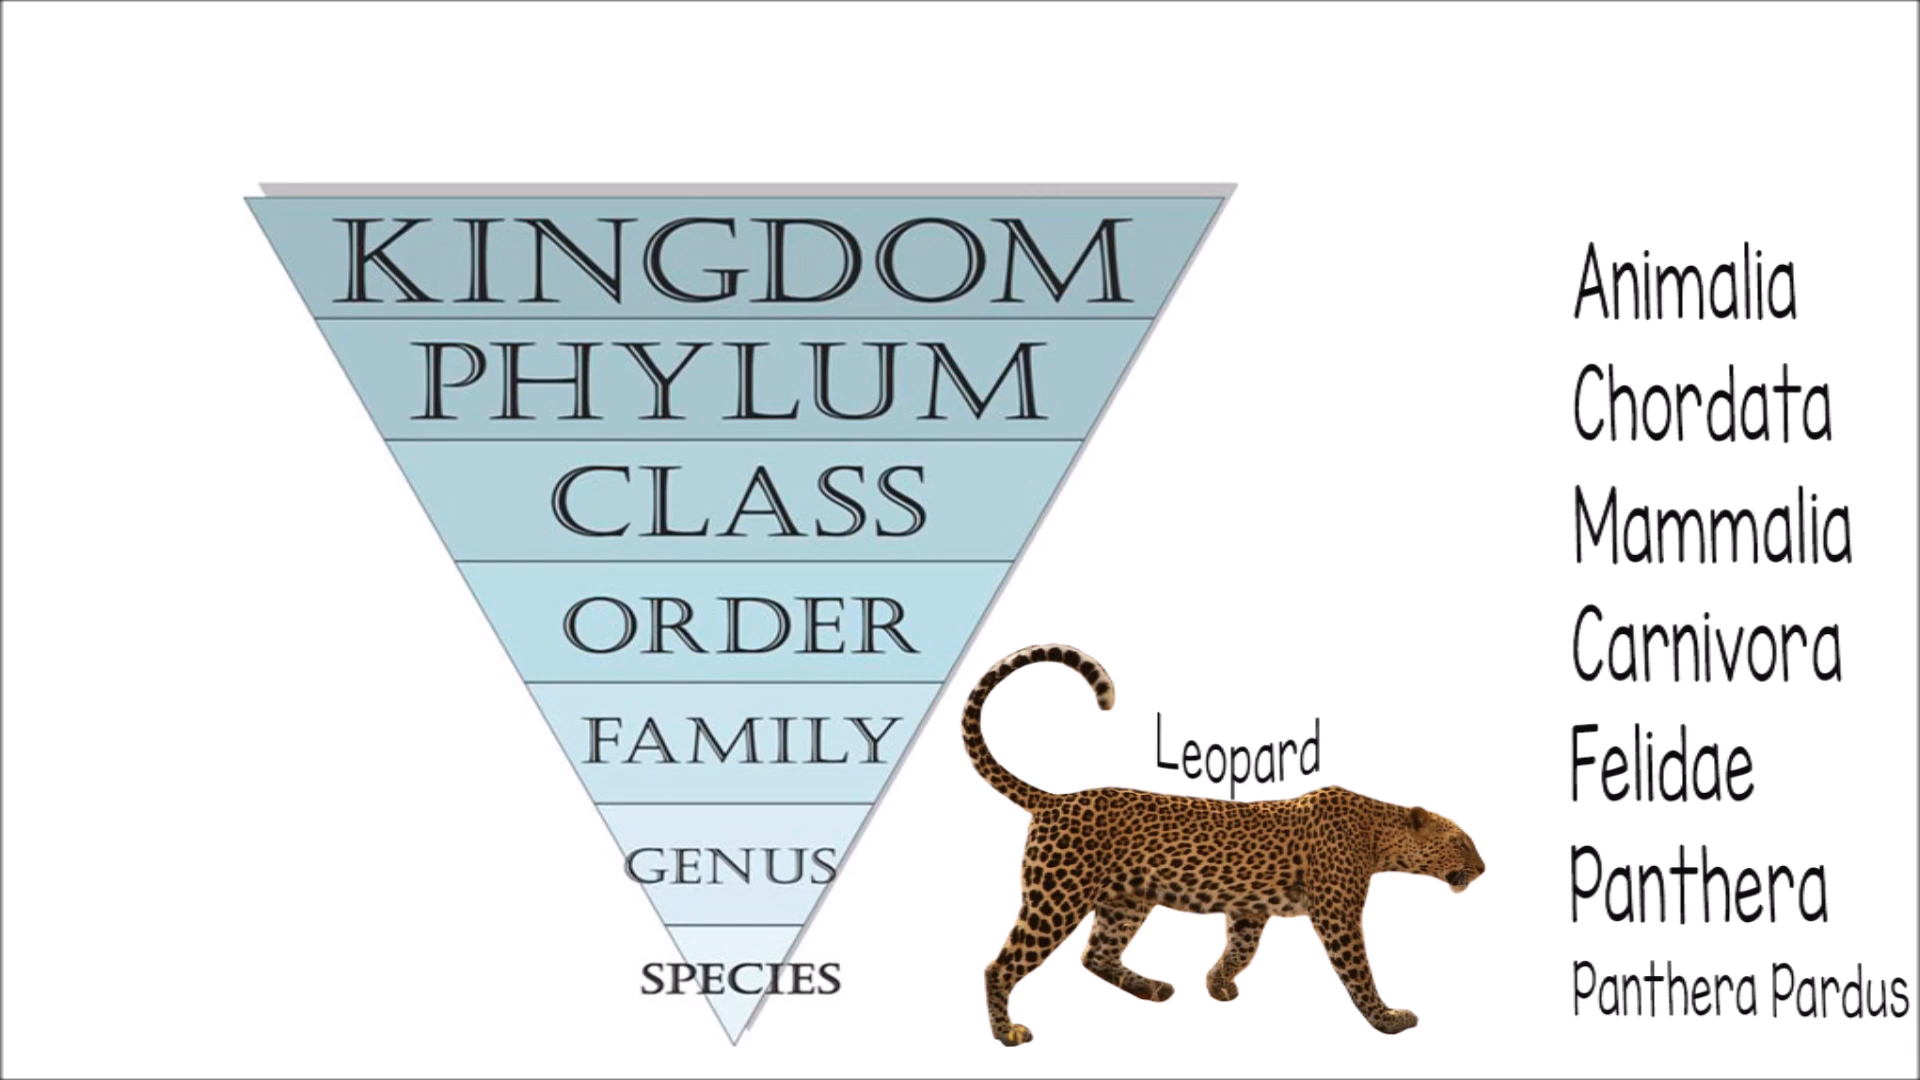 KINGDOM
PHYLUM
CLASS
ORDER
FAMILY
GENUS
SPECIES
Leopard
Animalia
Chordata
Mammalia
Carnivora
Felidae
Panthera
Panthera Pardus